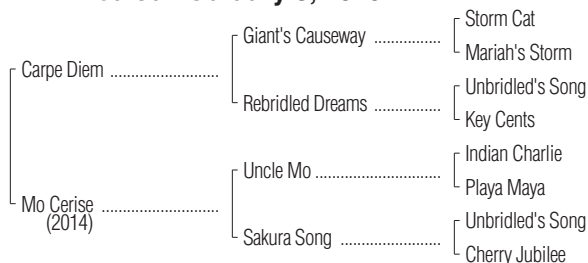 Storm Cat
Giant's Causeway
Mariah's Storm
Carpe Diem
Unbridled's Song
Rebridled Dreams
Key Cents
Indian Charlie
Uncle Mo
Playa Maya
Mo Cerise
(2014)
Unbridled's Song
Sakura Song
Cherry Jubilee